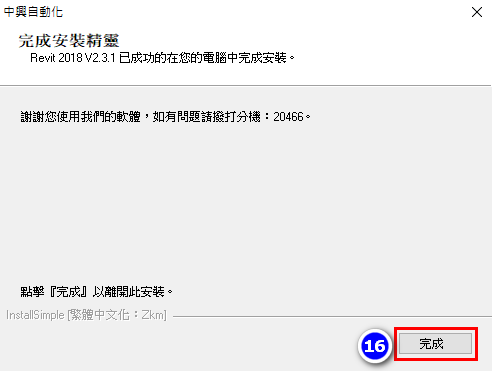 中興自動化
完成安裝精靈
Revit 2018 V2.3.1 已成功的在您的電腦中完成安裝。
謝謝您使用我們的軟體，如有問題請撥打分機：20466。
點擊『完成』以離開此安裝。
InstallSimple [繁體中文化：Zkm]
16
完成